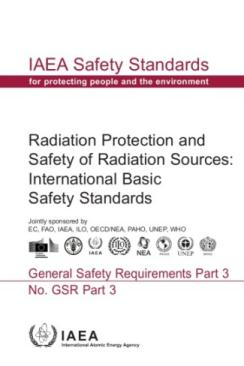 IAEA Safety Standards
for protecting people and the environment
Radiation Protection and
Safety of Radiation Sources:
International Basic
Safety Standards
Jointly sponsored by
EC, FAO, IAEA, ILO, OECD/NEA, PAHO, UNEP, WHO
IAEA
NEA
UNEP
General Safety Requirements Part 3
No. GSR Part 3
IAEA
International Atomic Energy Agency